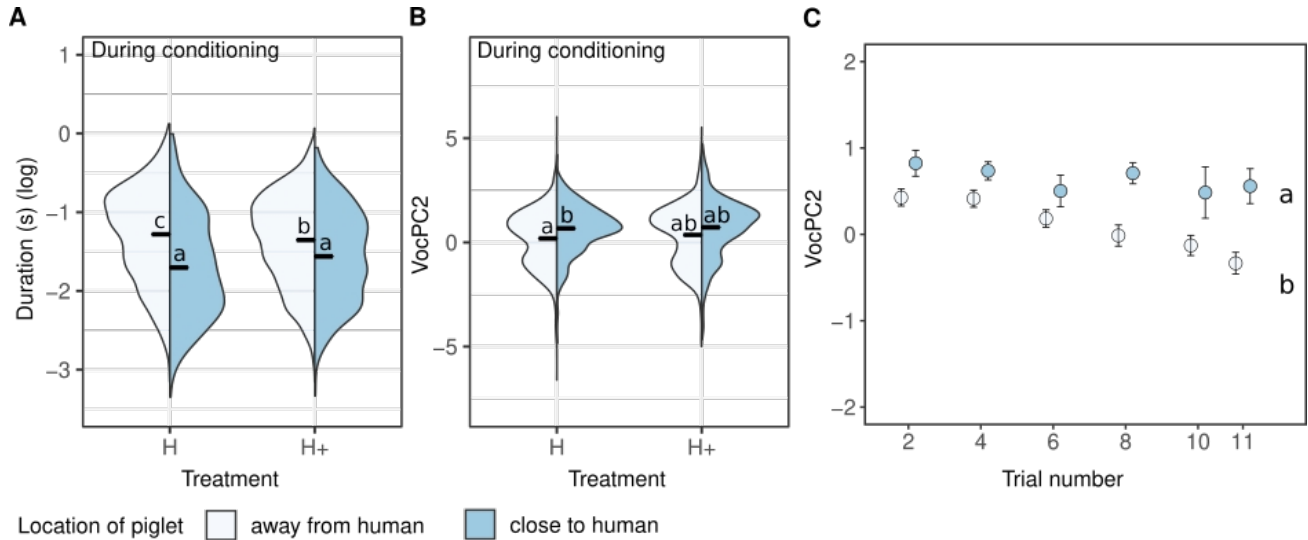 A
During conditioning
Duration (s) (log)
1
0
−1
−2
−3
c
a
b
a
H
H+
Treatment
B
During conditioning
VocPC2
5
0
−5
a
b
ab
ab
H
H+
Treatment
C
VocPC2
2
1
0
−1
−2
a
b
2
4
6
8
10
11
Trial number
Location of piglet
away from human
close to human